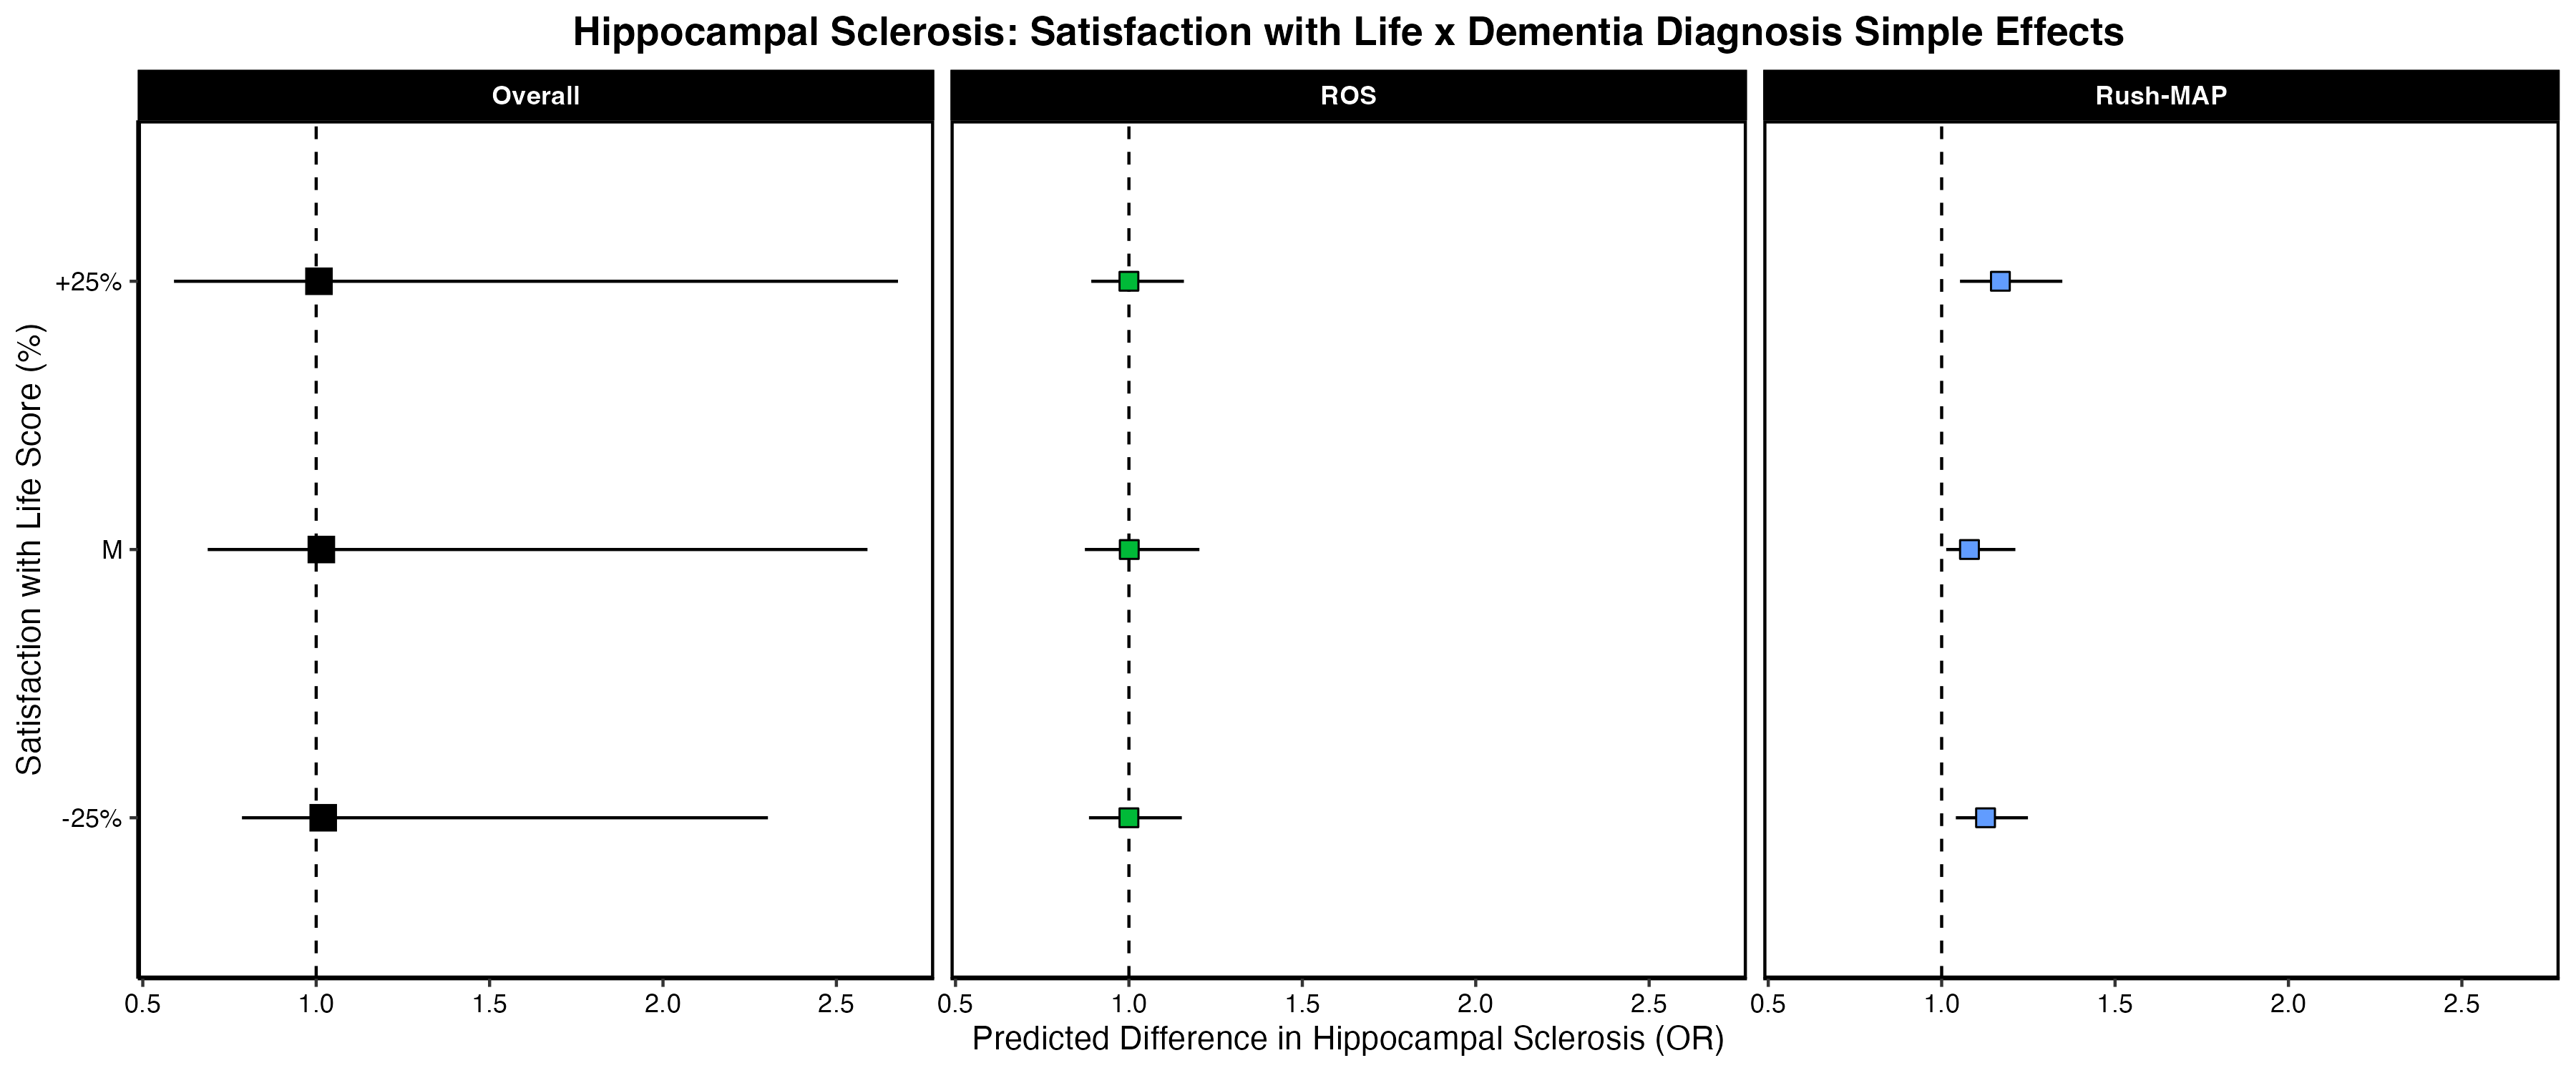 Hippocampal Sclerosis: Satisfaction with Life x Dementia Diagnosis Simple Effects
Overall
ROS
Rush-MAP
Satisfaction with Life Score (%)
+25%
M
-25%
0.5 1.0 1.5 2.0 2.5
0.5 1.0 1.5 2.0 2.5
0.5 1.0 1.5 2.0 2.5
Predicted Difference in Hippocampal Sclerosis (OR)